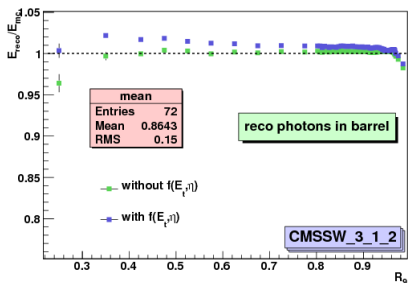 E_reco/E_mc
1.05
1
0.95
0.9
0.85
0.8
mean
Entries 72
Mean 0.8643
RMS 0.15
reco photons in barrel
without f(E_t,η)
with f(E_t,η)
CMSSW_3_1_2
0.3 0.4 0.5 0.6 0.7 0.8 0.9
R_9